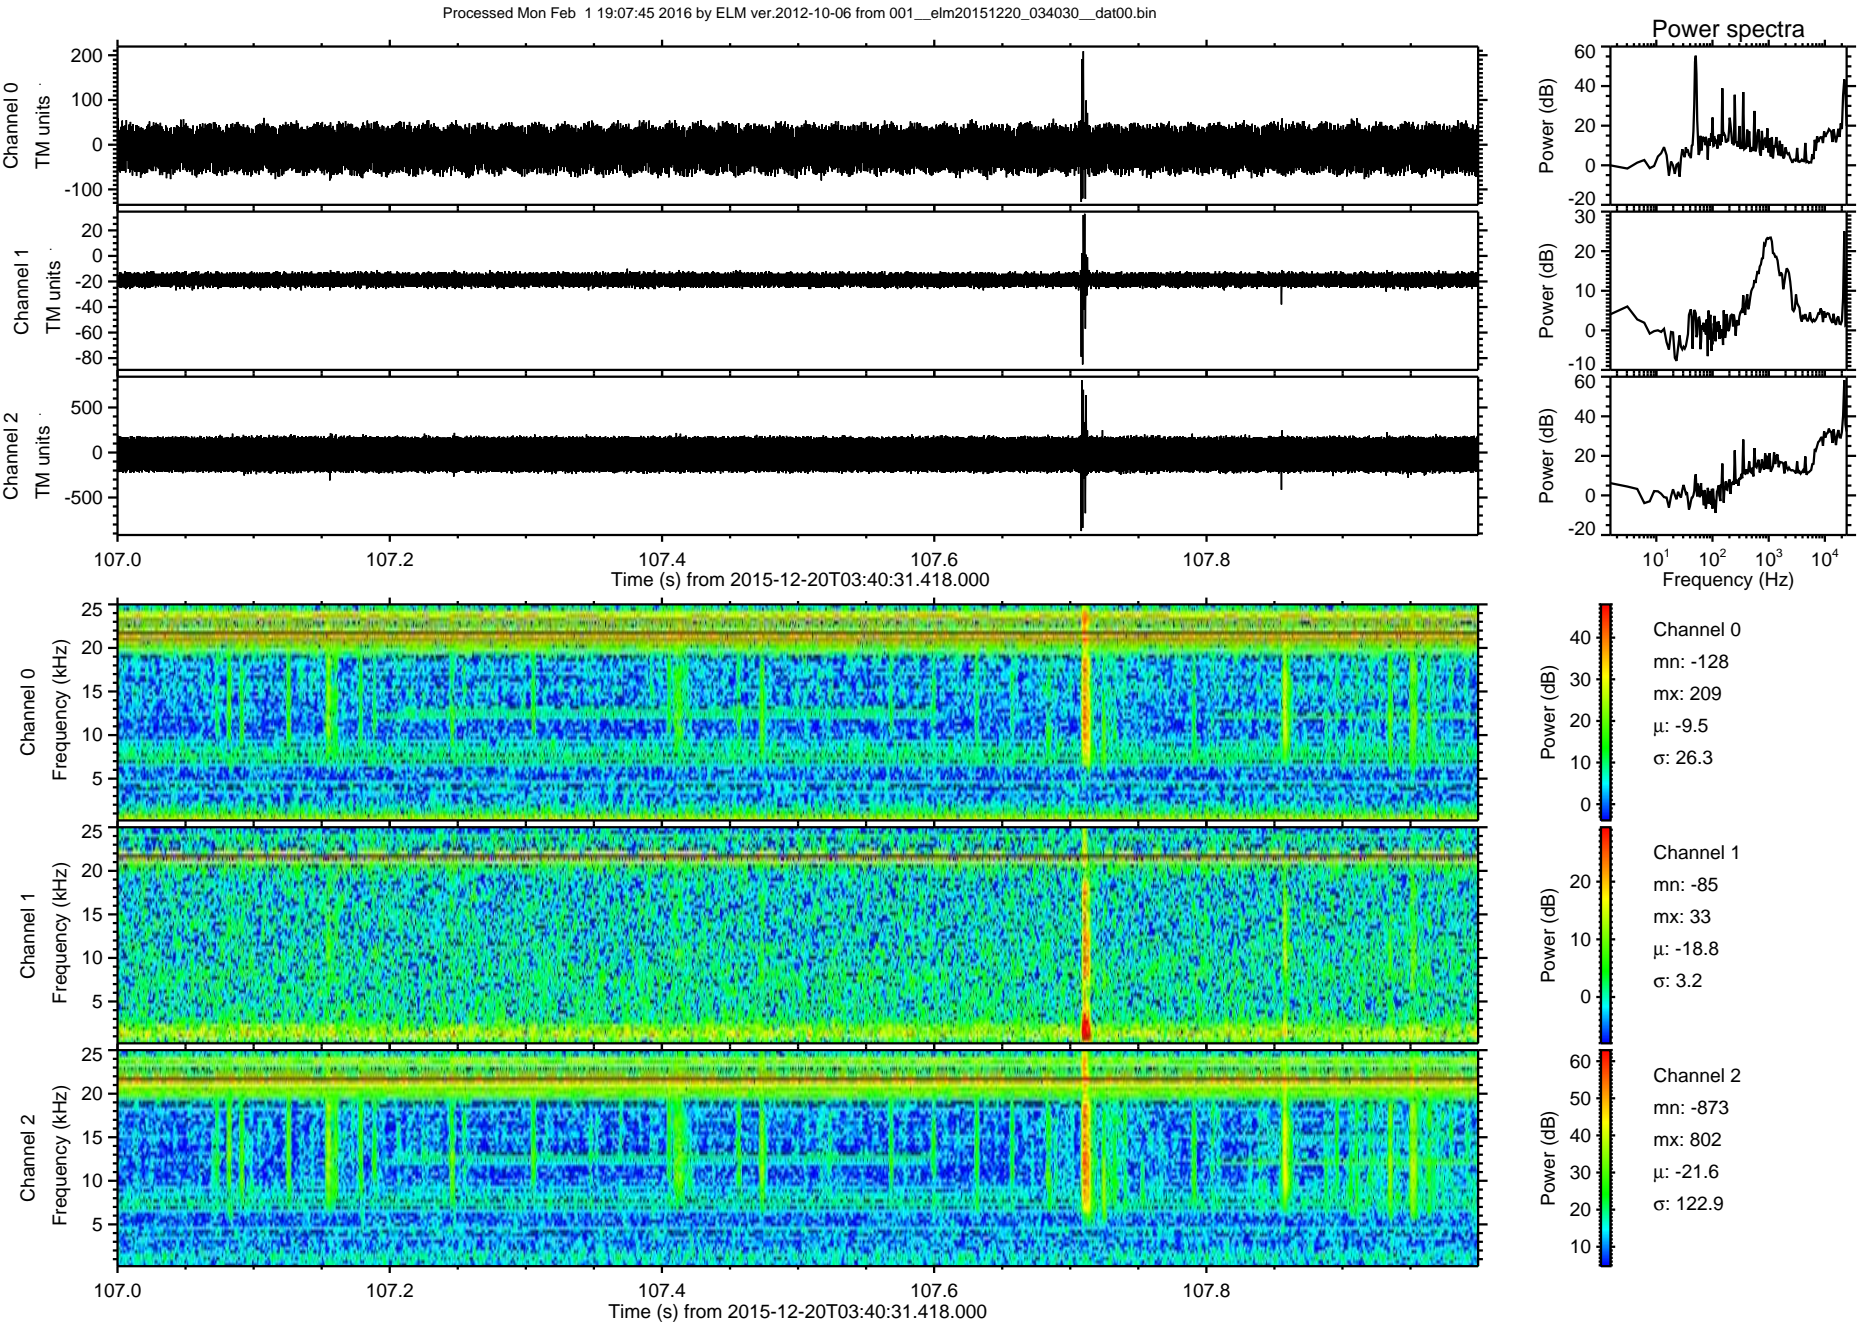 Processed Mon Feb  1 19:07:45 2016 by ELM ver.2012-10-06 from 001__elm20151220_034030__dat00.bin
Power spectra
Channel 0
TM units
200
100
0
-100
Power (dB)
60
40
20
0
-20
Channel 1
TM units
20
0
-20
-40
-60
-80
Power (dB)
30
20
10
0
-10
Channel 2
TM units
500
0
-500
Power (dB)
60
40
20
0
-20
107.0 107.2 107.4 107.6 107.8
Time (s) from 2015-12-20T03:40:31.418.000
10^1 10^2 10^3 10^4
Frequency (Hz)
Channel 0
Frequency (kHz)
25
20
15
10
5
Power (dB)
40
30
20
10
0
Channel 0
mn: -128
mx: 209
μ: -9.5
σ: 26.3
Channel 1
Frequency (kHz)
25
20
15
10
5
Power (dB)
20
10
0
Channel 1
mn: -85
mx: 33
μ: -18.8
σ: 3.2
Channel 2
Frequency (kHz)
25
20
15
10
5
Power (dB)
60
50
40
30
20
10
Channel 2
mn: -873
mx: 802
μ: -21.6
σ: 122.9
107.0 107.2 107.4 107.6 107.8
Time (s) from 2015-12-20T03:40:31.418.000